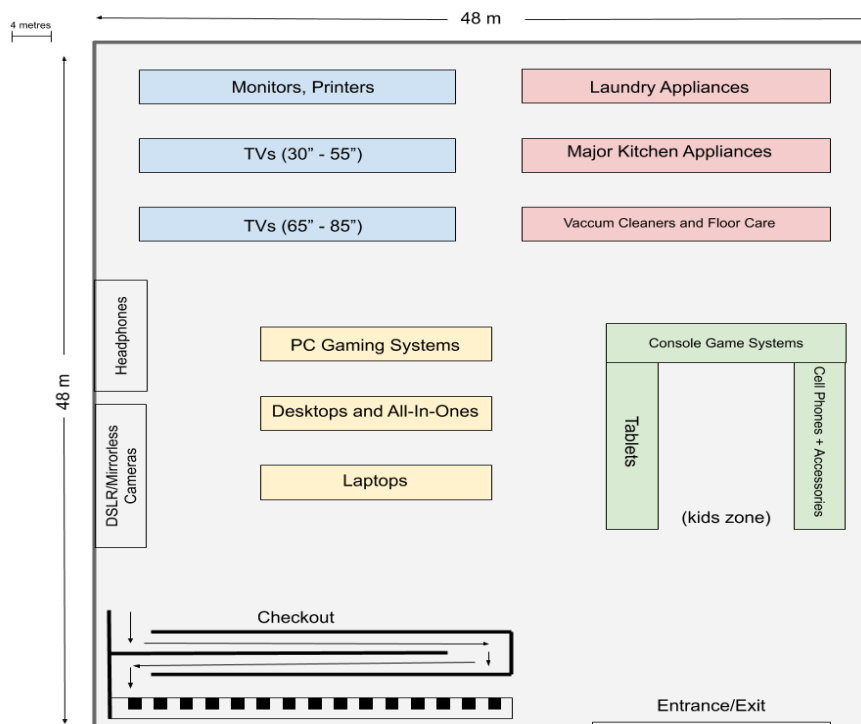 4 metres
48 m
48 m
Monitors, Printers
Laundry Appliances
TVs (30” - 55”)
Major Kitchen Appliances
TVs (65” - 85”)
Vaccum Cleaners and Floor Care
Headphones
PC Gaming Systems
Console Game Systems
Desktops and All-In-Ones
Tablets
Cell Phones + Accessories
DSLR/Mirrorless
Cameras
Laptops
(kids zone)
Checkout
Entrance/Exit